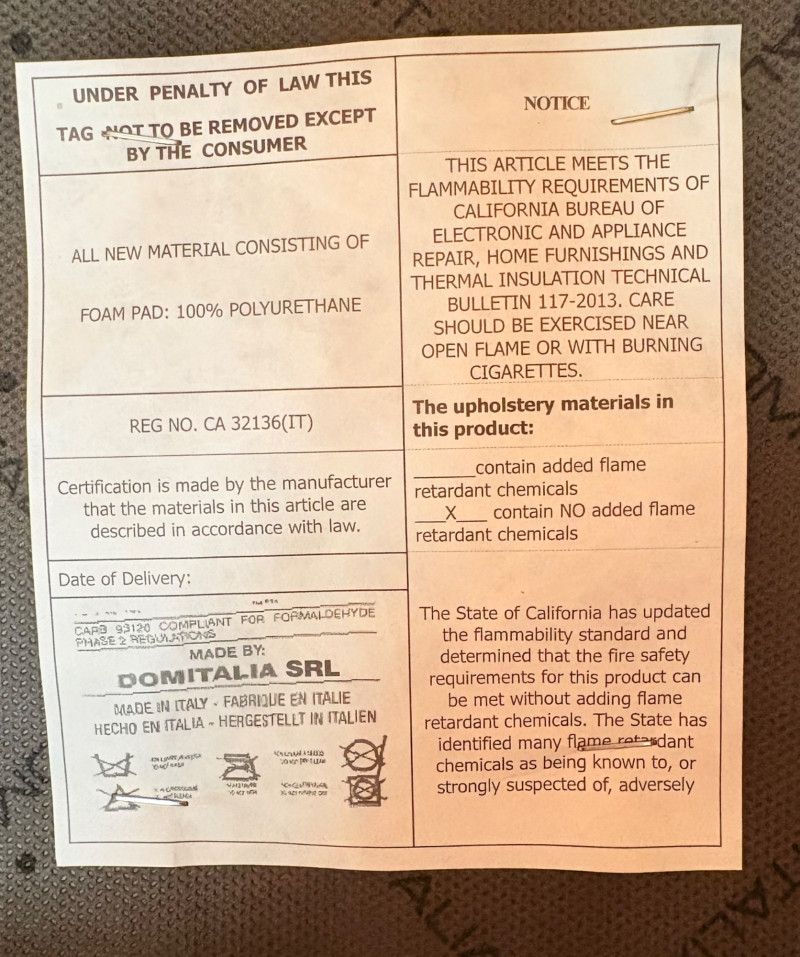 UNDER PENALTY OF LAW THIS
TAG NOT TO BE REMOVED EXCEPT
BY THE CONSUMER
ALL NEW MATERIAL CONSISTING OF
FOAM PAD: 100% POLYURETHANE
REG NO. CA 32136(IT)
Certification is made by the manufacturer
that the materials in this article are
described in accordance with law.
Date of Delivery:
CARB 93120 COMPLIANT FOR FORMALDEHYDE
PHASE 2 REGULATIONS
MADE BY:
DOMITALIA SRL
MADE IN ITALY - FABRIQUE EN ITALIE
HECHO EN ITALIA - HERGESTELLT IN ITALIEN
NOTICE
THIS ARTICLE MEETS THE
FLAMMABILITY REQUIREMENTS OF
CALIFORNIA BUREAU OF
ELECTRONIC AND APPLIANCE
REPAIR, HOME FURNISHINGS AND
THERMAL INSULATION TECHNICAL
BULLETIN 117-2013. CARE
SHOULD BE EXERCISED NEAR
OPEN FLAME OR WITH BURNING
CIGARETTES.
The upholstery materials in
this product:
______contain added flame
retardant chemicals
___X___ contain NO added flame
retardant chemicals
The State of California has updated
the flammability standard and
determined that the fire safety
requirements for this product can
be met without adding flame
retardant chemicals. The State has
identified many flame retardant
chemicals as being known to, or
strongly suspected of, adversely